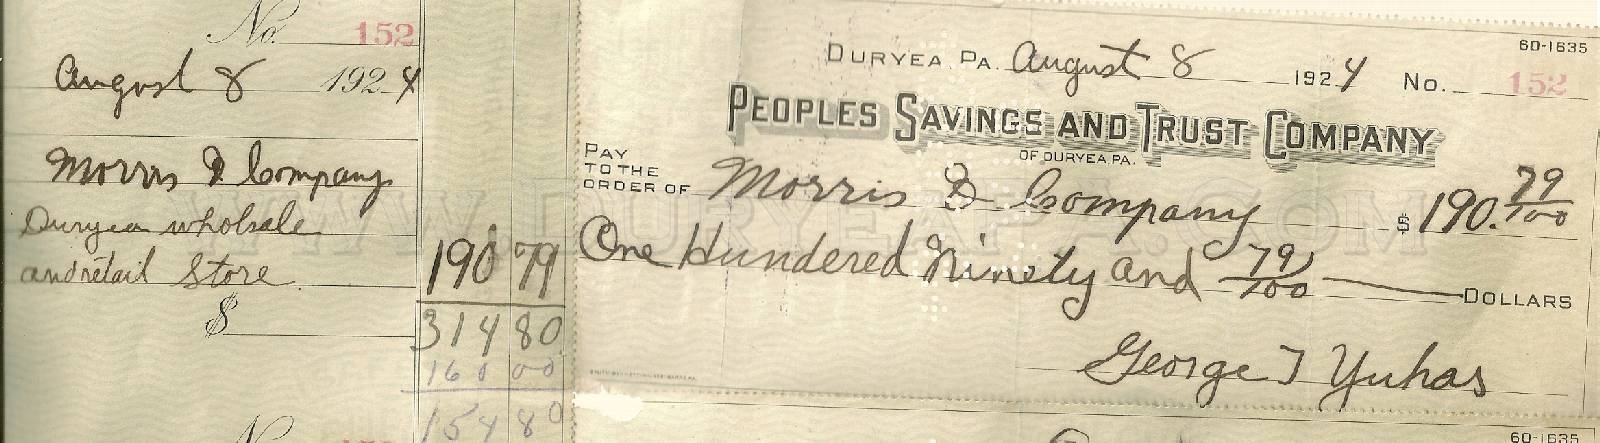 No. 152
August 8 1924
Morris & Company
Duryea wholsale
and retail Store
190 79
$
314 80
160 00
154 80
No.
60-1635
DURYEA, PA. August 8 1924 No. 152
PEOPLES SAVINGS AND TRUST COMPANY
OF DURYEA, PA.
PAY
TO THE
ORDER OF Morris & Company $190.79/100
One Hundered Ninety and 79/100 DOLLARS
George J Yuhas
60-1635
WWW.DURYEAPA.COM